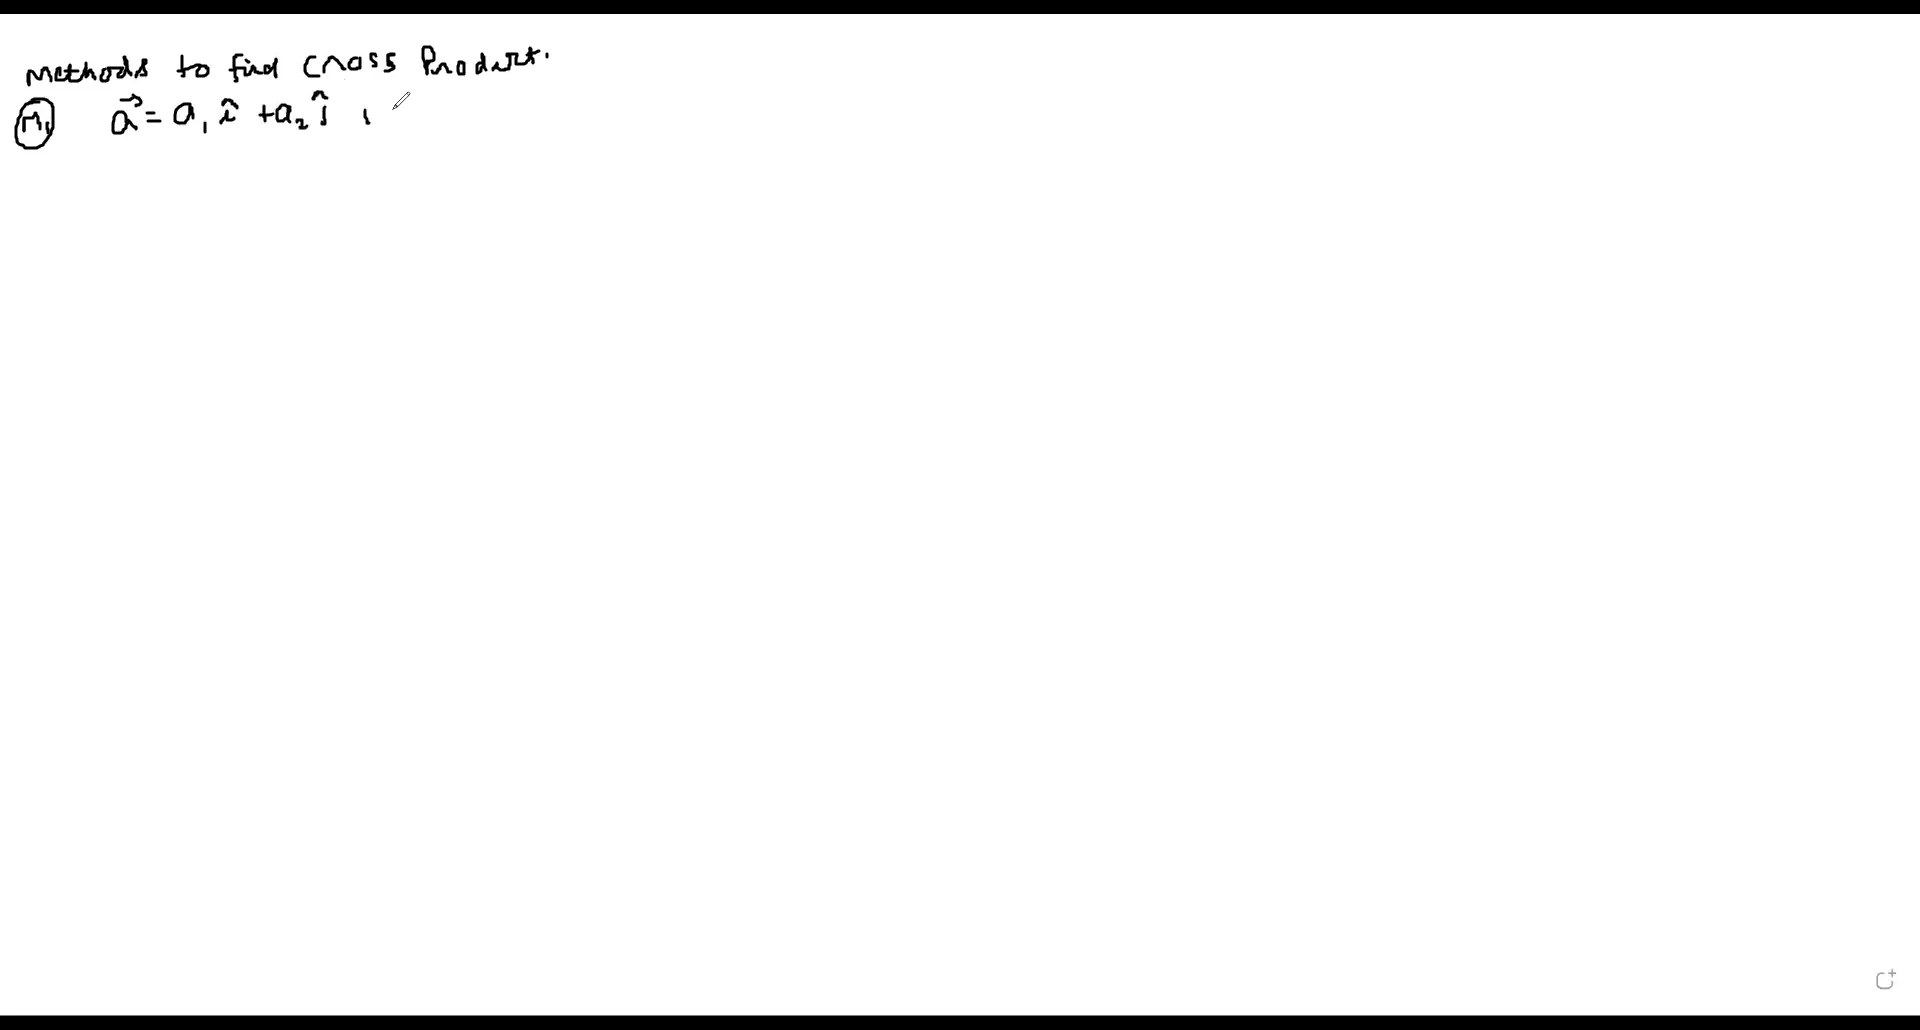 Methods to find Cross Product.
M₁ a⃗ = a₁ î + a₂ ĵ ,